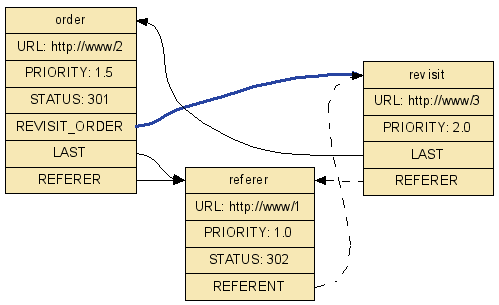 order
URL: http://www/2
PRIORITY: 1.5
STATUS: 301
REVISIT_ORDER
LAST
REFERER
revisit
URL: http://www/3
PRIORITY: 2.0
LAST
REFERER
referer
URL: http://www/1
PRIORITY: 1.0
STATUS: 302
REFERENT